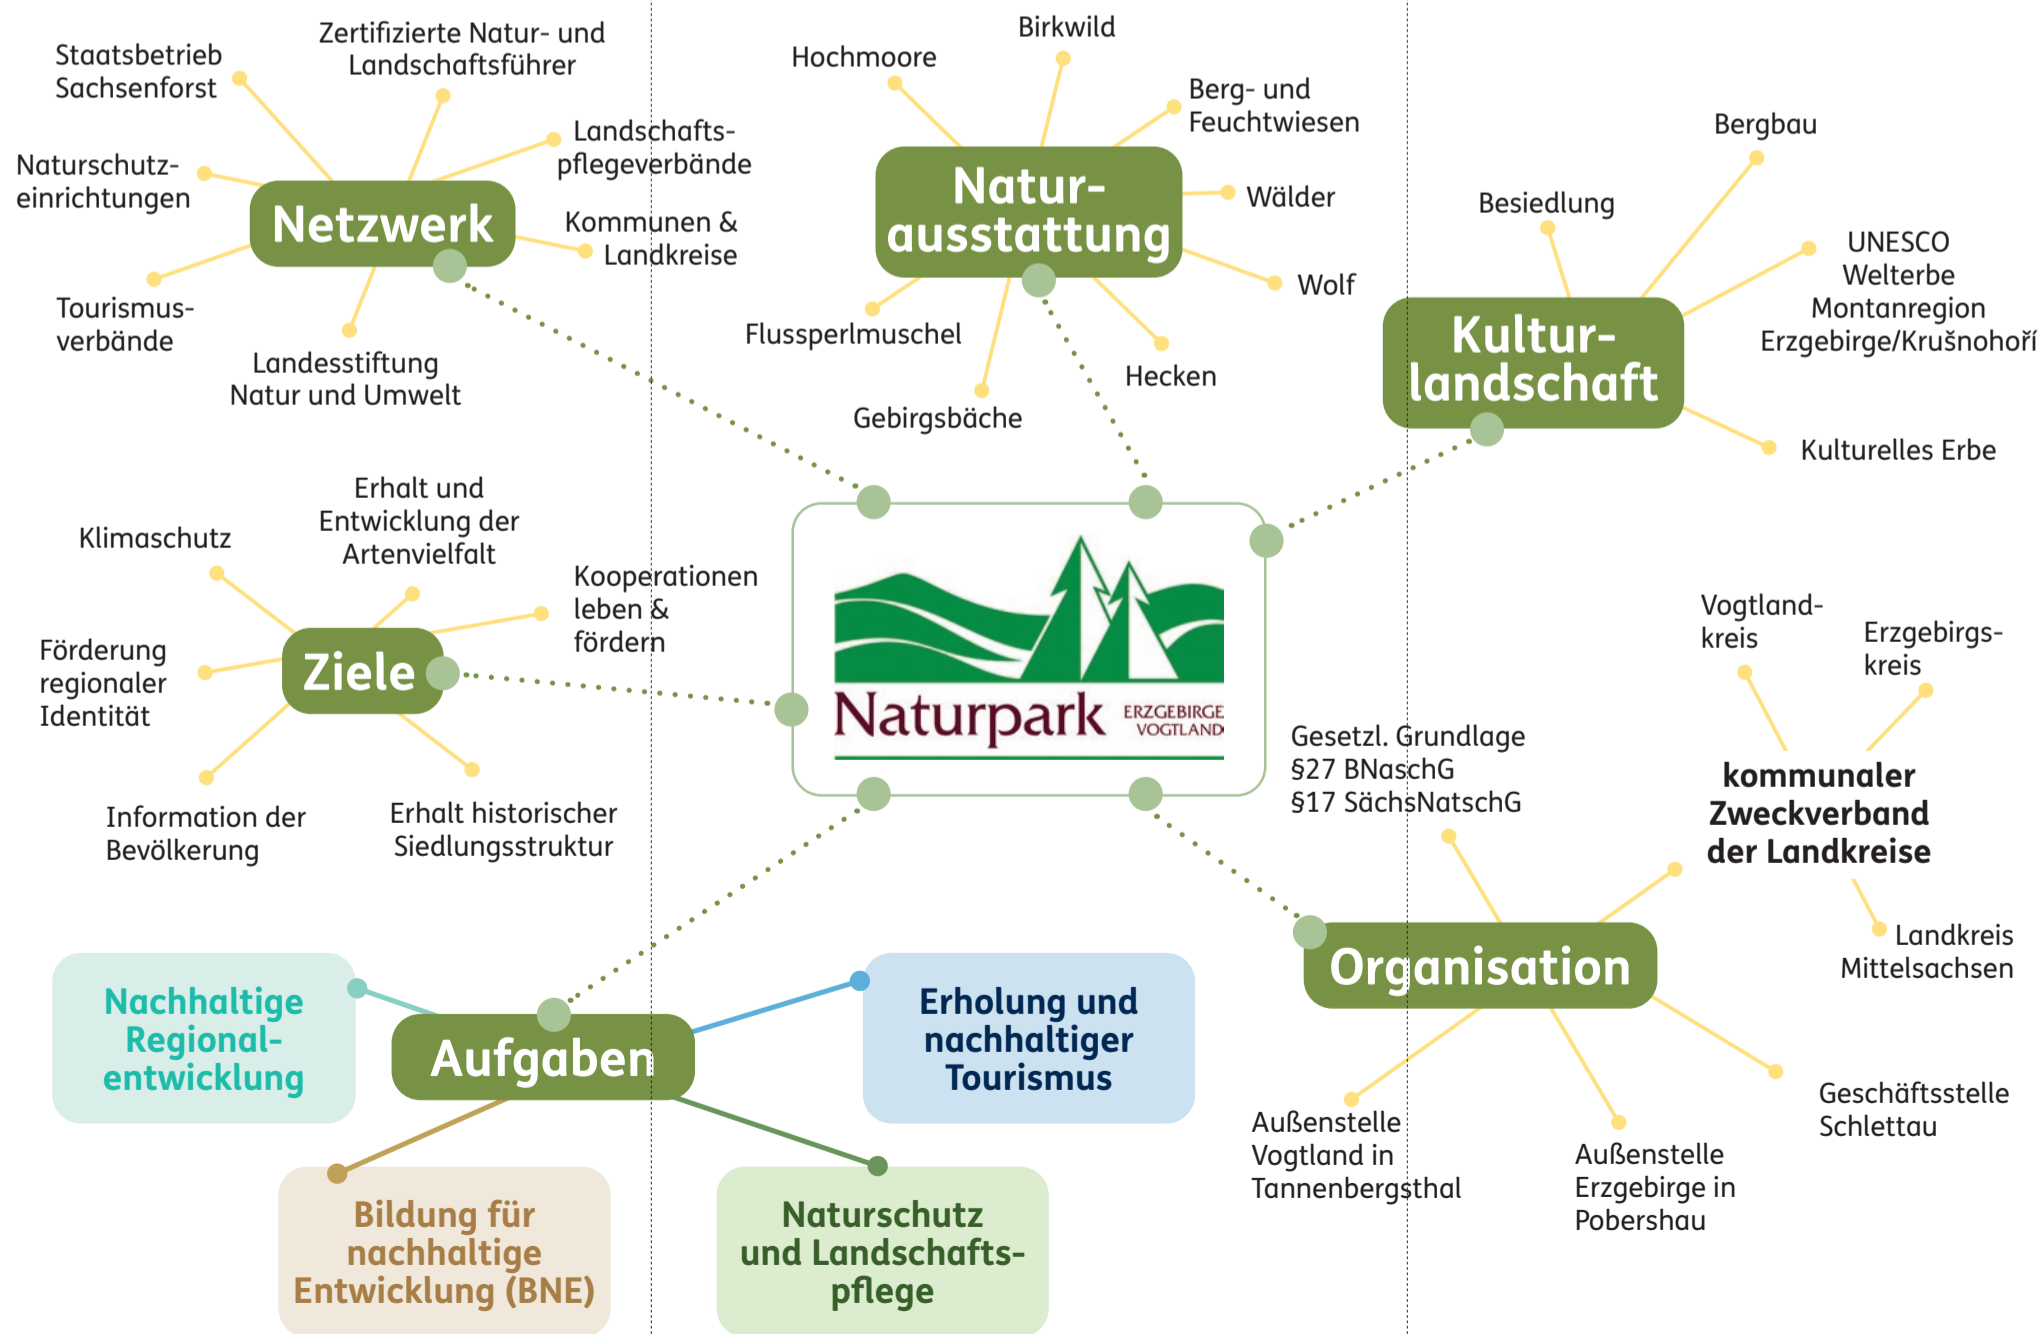 Staatsbetrieb
Sachsenforst
Zertifizierte Natur- und
Landschaftsführer
Naturschutz-
einrichtungen
Landschafts-
pflegeverbände
Netzwerk
Kommunen &
Landkreise
Tourismus-
verbände
Landesstiftung
Natur und Umwelt
Hochmoore
Birkwild
Berg- und
Feuchtwiesen
Natur-
ausstattung
Wälder
Wolf
Flussperlmuschel
Hecken
Gebirgsbäche
Bergbau
Besiedlung
UNESCO
Welterbe
Montanregion
Erzgebirge/Krušnohoří
Kultur-
landschaft
Kulturelles Erbe
Klimaschutz
Erhalt und
Entwicklung der
Artenvielfalt
Kooperationen
leben &
fördern
Förderung
regionaler
Identität
Ziele
Information der
Bevölkerung
Erhalt historischer
Siedlungsstruktur
Naturpark
ERZGEBIRGE
VOGTLAND
Vogtland-
kreis
Erzgebirgs-
kreis
Gesetzl. Grundlage
§27 BNaschG
§17 SächsNatschG
kommunaler
Zweckverband
der Landkreise
Landkreis
Mittelsachsen
Organisation
Geschäftsstelle
Schlettau
Außenstelle
Vogtland in
Tannenbergsthal
Außenstelle
Erzgebirge in
Pobershau
Nachhaltige
Regional-
entwicklung
Aufgaben
Erholung und
nachhaltiger
Tourismus
Bildung für
nachhaltige
Entwicklung (BNE)
Naturschutz
und Landschafts-
pflege